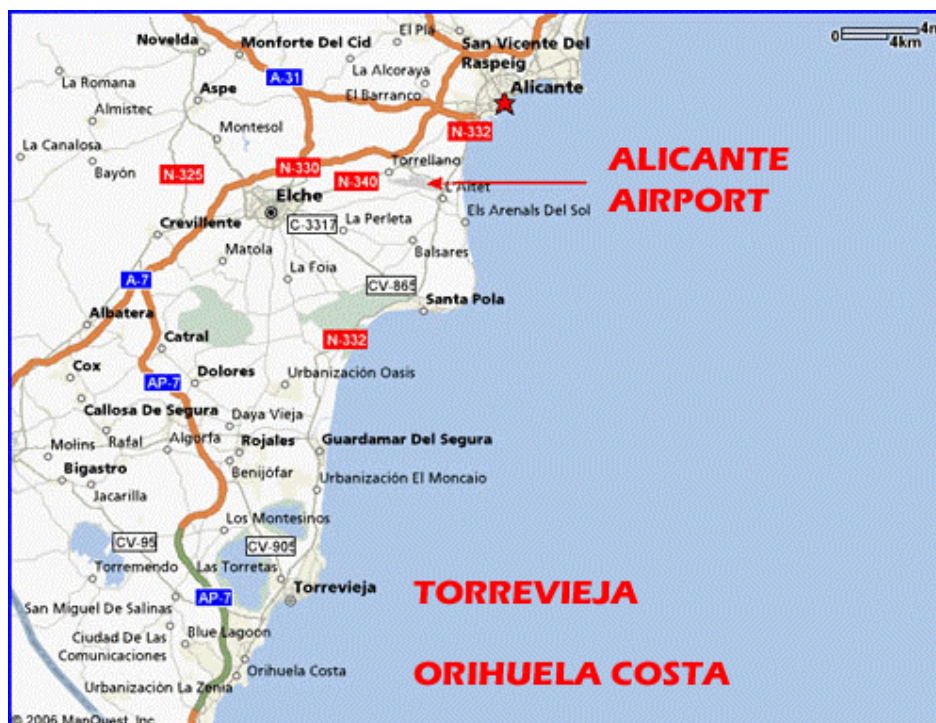 El Pla
Novelda
Monforte Del Cid
San Vicente Del
Raspeig
0
4km
La Romana
A-31
La Alcoraya
Alicante
Aspe
El Barranco
Almistec
Montesol
N-332
La Canalosa
Bayón
N-325
N-330
Torrellano
N-340
ALICANTE
AIRPORT
L'Altet
Elche
C-3317
La Perleta
Els Arenals Del Sol
Crevillente
Matola
Balsares
La Foia
A-7
CV-865
Santa Pola
Albatera
Catral
N-332
Cox
AP-7
Dolores
Urbanización Oasis
Callosa De Segura
Daya Vieja
Rafal
Algorfa
Molins
Rojales
Guardamar Del Segura
Bigastro
Benijófar
Urbanización El Moncaio
Jacarilla
Los Montesinos
CV-95
CV-905
Torremendo
Las Torretas
Torrevieja
TORREVIEJA
AP-7
San Miguel De Salinas
Blue Lagoon
Ciudad De Las
Comunicaciones
Orihuela Costa
ORIHUELA COSTA
Urbanización La Zenia
© 2006 MapQuest, Inc